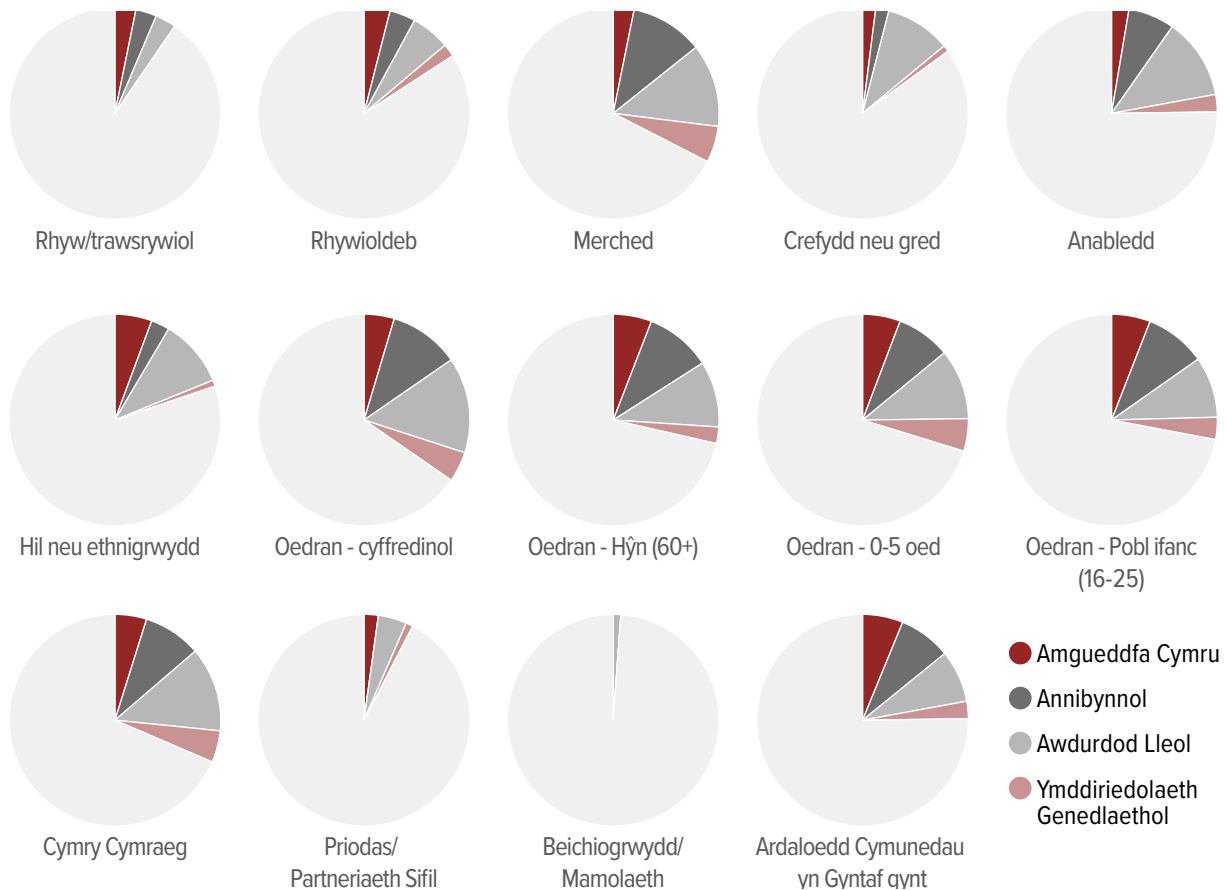 Rhyw/trawsrywiol
Rhywioldeb
Merched
Crefydd neu gred
Anabledd
Hil neu ethnigrwydd
Oedran - cyffredinol
Oedran - Hŷn (60+)
Oedran - 0-5 oed
Oedran - Pobl ifanc
(16-25)
Cymry Cymraeg
Priodas/
Partneriaeth Sifil
Beichiogrwydd/
Mamolaeth
Ardaloedd Cymunedau
yn Gyntaf gynt
Amgueddfa Cymru
Annibynnol
Awdurdod Lleol
Ymddiriedolaeth
Genedlaethol